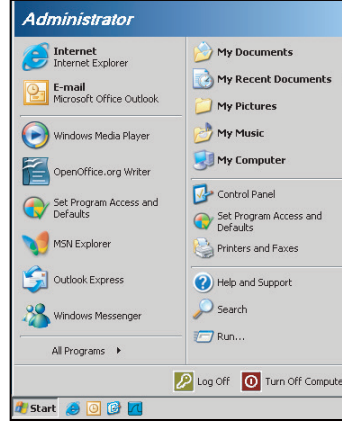 Administrator
Internet
Internet Explorer
E-mail
Microsoft Office Outlook
Windows Media Player
OpenOffice.org Writer
Set Program Access and
Defaults
MSN Explorer
Outlook Express
Windows Messenger
All Programs
My Documents
My Recent Documents
My Pictures
My Music
My Computer
Control Panel
Set Program Access and
Defaults
Printers and Faxes
Help and Support
Search
Run...
Log Off Turn Off Compute
Start